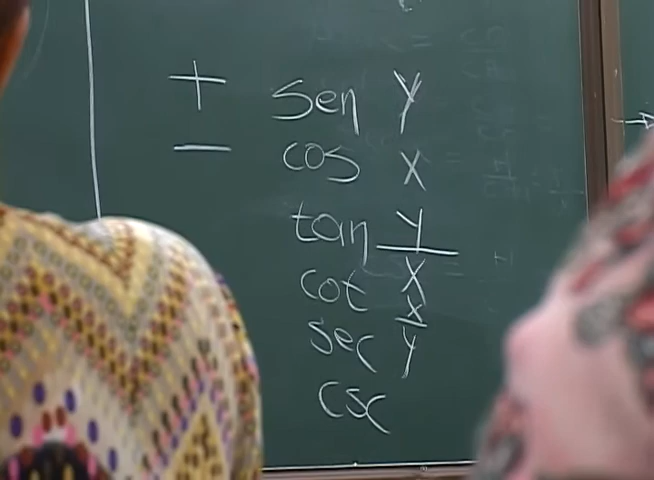 + sen y
− cos x
tan y
cot x
x
sec y
csc